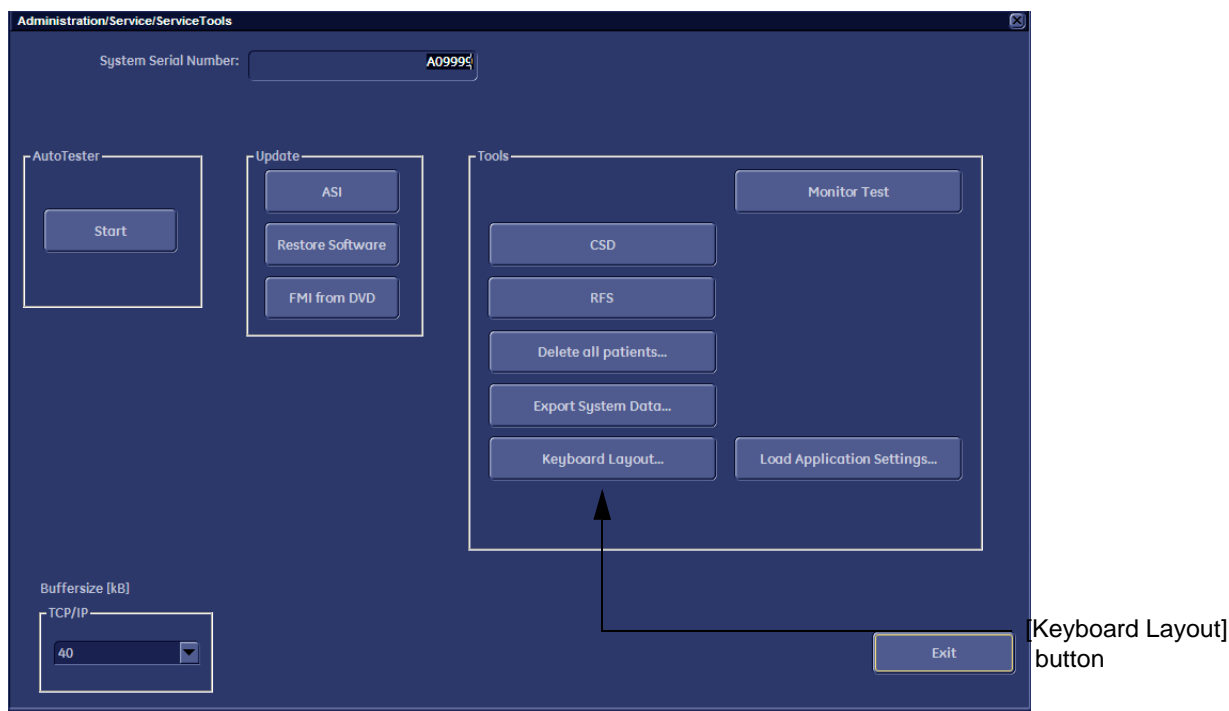 Administration/Service/ServiceTools
System Serial Number: A09999
AutoTester
Start
Update
ASI
Restore Software
FMI from DVD
Tools
Monitor Test
CSD
RFS
Delete all patients...
Export System Data...
Keyboard Layout...
Load Application Settings...
Buffersize [kB]
TCP/IP
40
Exit
[Keyboard Layout]
button